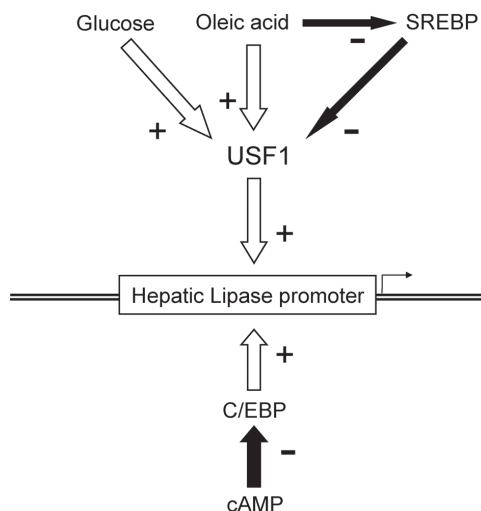 Glucose Oleic acid - SREBP
+ + -
USF1
+
Hepatic Lipase promoter
+
C/EBP
-
cAMP